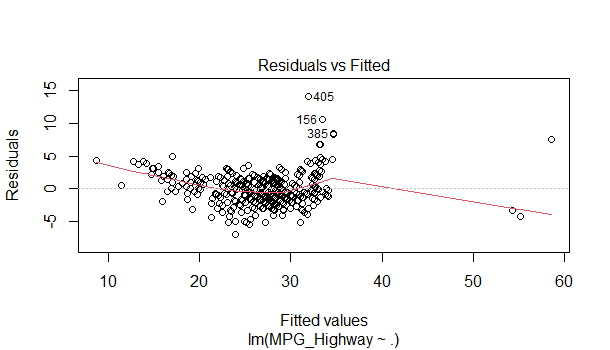 Residuals vs Fitted
Residuals
15
10
5
0
-5
405
156
385
10 20 30 40 50 60
Fitted values
lm(MPG_Highway ~ .)